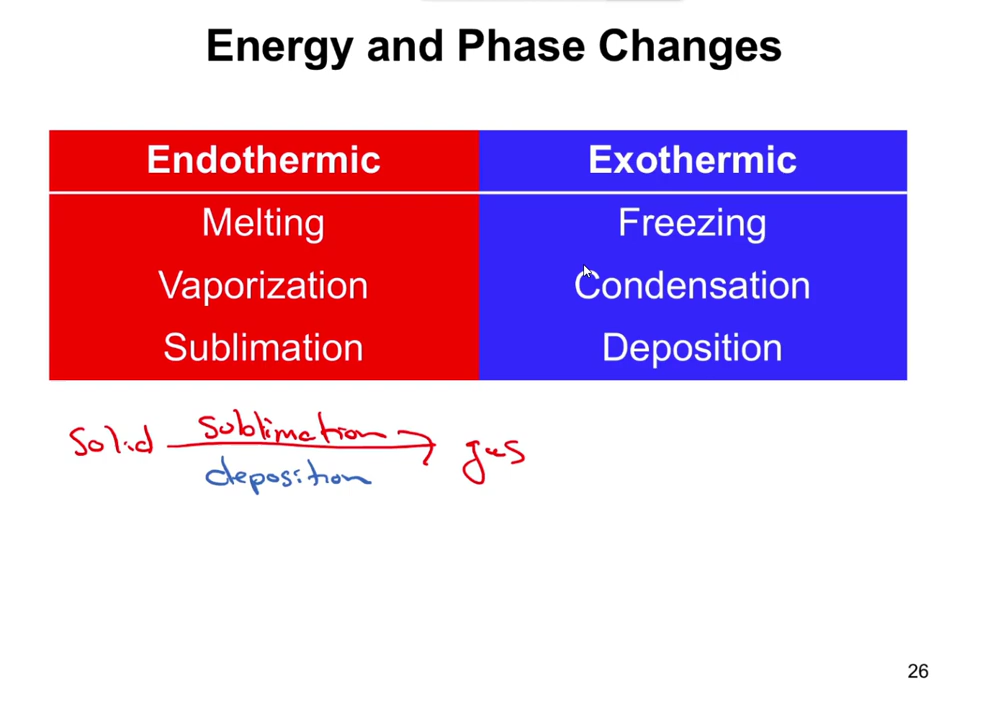 Energy and Phase Changes
Endothermic Exothermic
Melting Freezing
Vaporization Condensation
Sublimation Deposition
Solid sublimation gas
deposition
26